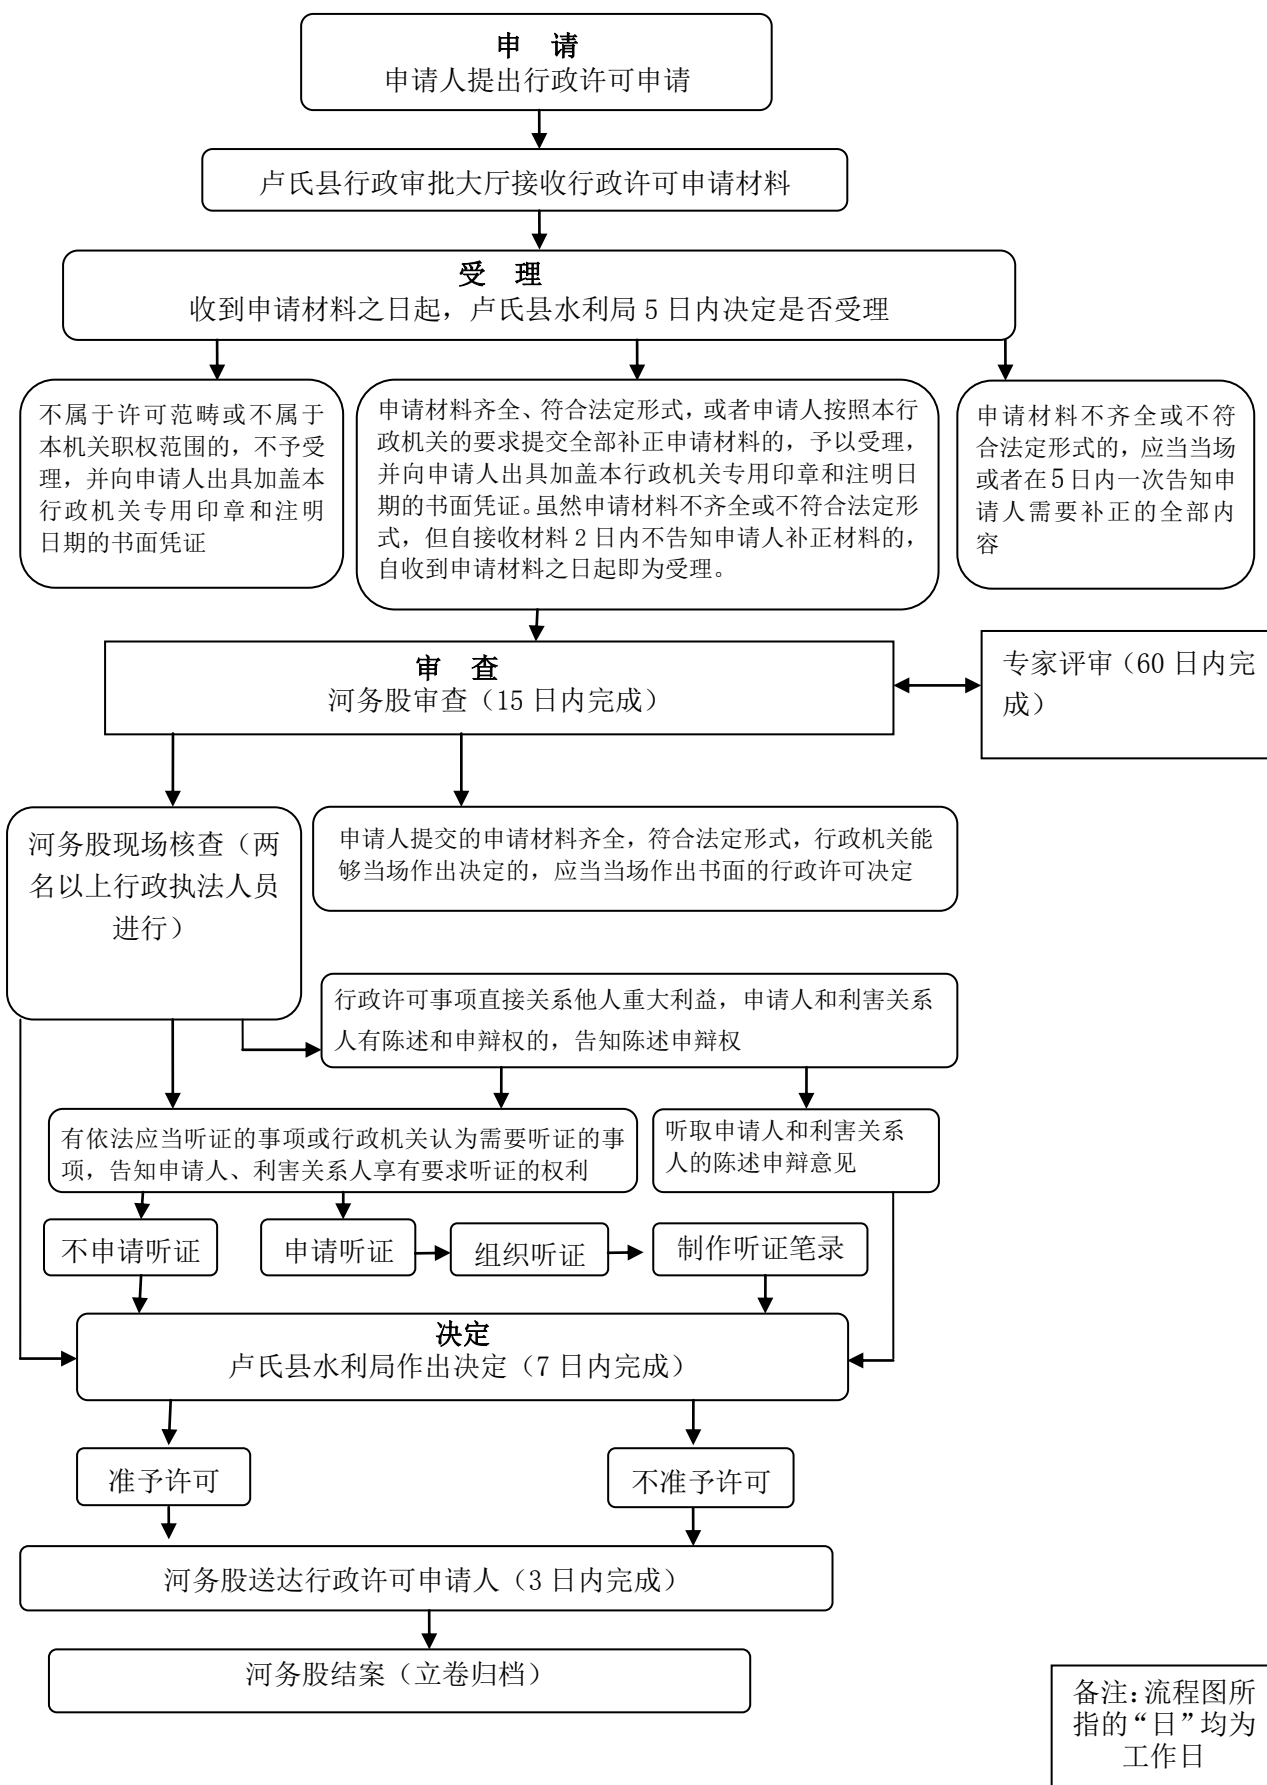 申 请
申请人提出行政许可申请
卢氏县行政审批大厅接收行政许可申请材料
受 理
收到申请材料之日起，卢氏县水利局 5 日内决定是否受理
不属于许可范畴或不属于
本机关职权范围的，不予受
理，并向申请人出具加盖本
行政机关专用印章和注明
日期的书面凭证
申请材料齐全、符合法定形式，或者申请人按照本行
政机关的要求提交全部补正申请材料的，予以受理，
并向申请人出具加盖本行政机关专用印章和注明日
期的书面凭证。虽然申请材料不齐全或不符合法定形
式，但自接收材料 2 日内不告知申请人补正材料的，
自收到申请材料之日起即为受理。
申请材料不齐全或不符
合法定形式的，应当当场
或者在 5 日内一次告知申
请人需要补正的全部内
容
审 查
河务股审查（15 日内完成）
专家评审（60 日内完
成）
河务股现场核查（两
名以上行政执法人员
进行）
申请人提交的申请材料齐全，符合法定形式，行政机关能
够当场作出决定的，应当当场作出书面的行政许可决定
行政许可事项直接关系他人重大利益，申请人和利害关系
人有陈述和申辩权的，告知陈述申辩权
有依法应当听证的事项或行政机关认为需要听证的事
项，告知申请人、利害关系人享有要求听证的权利
听取申请人和利害关系
人的陈述申辩意见
不申请听证
申请听证
组织听证
制作听证笔录
决定
卢氏县水利局作出决定（7 日内完成）
准予许可
不准予许可
河务股送达行政许可申请人（3 日内完成）
河务股结案（立卷归档）
备注：流程图所
指的“日”均为
工作日